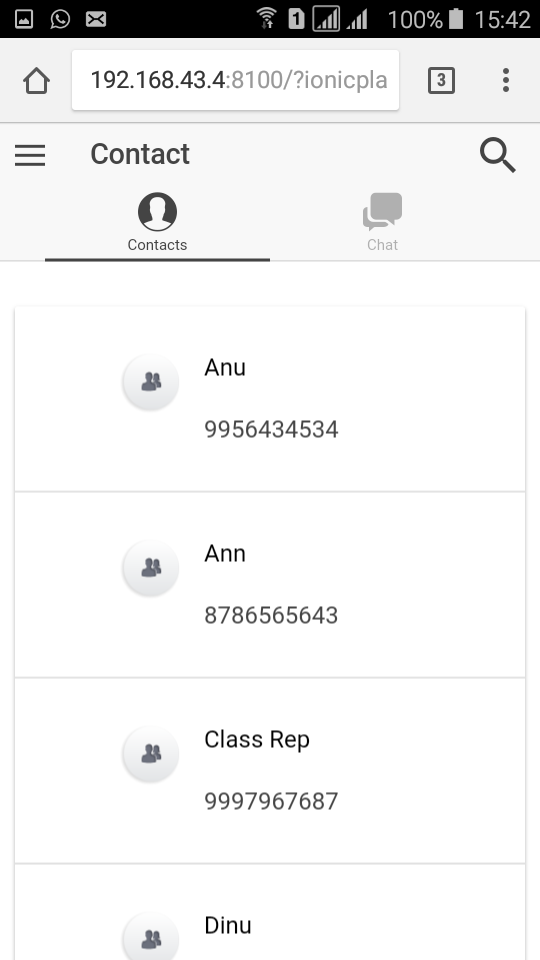 1 100% 15:42
192.168.43.4:8100/?ionicpla 3
Contact
Contacts Chat
Anu
9956434534
Ann
8786565643
Class Rep
9997967687
Dinu